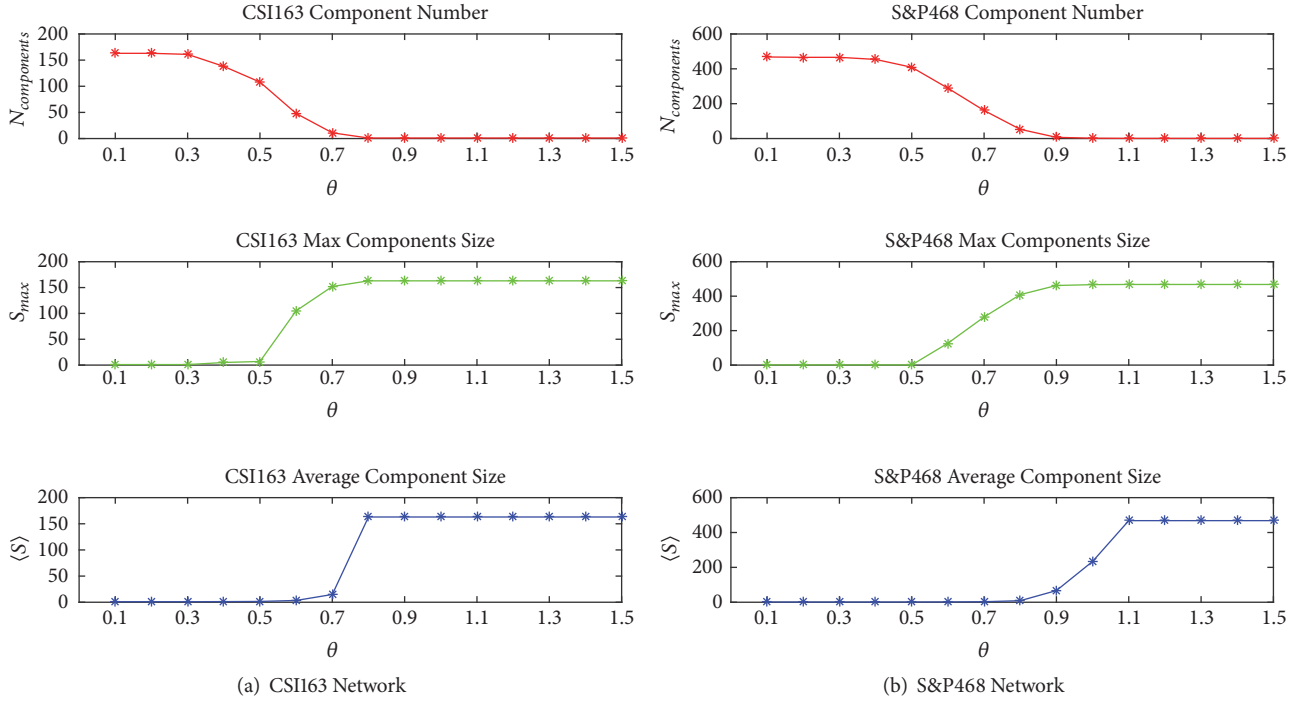 CSI163 Component Number
200
150
100
50
0
N_components
0.1 0.3 0.5 0.7 0.9 1.1 1.3 1.5
θ
CSI163 Max Components Size
200
150
100
50
0
S_max
0.1 0.3 0.5 0.7 0.9 1.1 1.3 1.5
θ
CSI163 Average Component Size
200
150
100
50
0
⟨S⟩
0.1 0.3 0.5 0.7 0.9 1.1 1.3 1.5
θ
(a) CSI163 Network
S&P468 Component Number
600
400
200
0
N_components
0.1 0.3 0.5 0.7 0.9 1.1 1.3 1.5
θ
S&P468 Max Components Size
600
400
200
0
S_max
0.1 0.3 0.5 0.7 0.9 1.1 1.3 1.5
θ
S&P468 Average Component Size
600
400
200
0
⟨S⟩
0.1 0.3 0.5 0.7 0.9 1.1 1.3 1.5
θ
(b) S&P468 Network